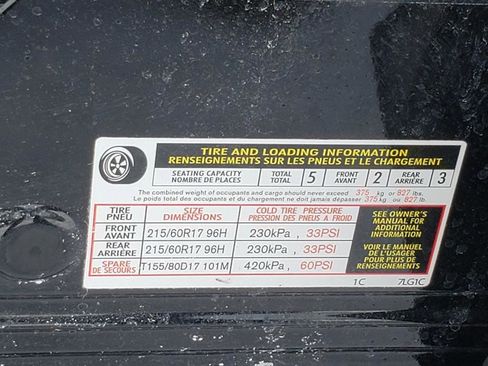 TIRE AND LOADING INFORMATION
RENSEIGNEMENTS SUR LES PNEUS ET LE CHARGEMENT
SEATING CAPACITY TOTAL 5 FRONT 2 REAR 3
NOMBRE DE PLACES TOTAL AVANT ARRIÈRE
The combined weight of occupants and cargo should never exceed 375 kg or 827 lbs.
Le poids total des occupants et du chargement ne doit jamais dépasser 375 kg ou 827 lb.
TIRE SIZE COLD TIRE PRESSURE
PNEU DIMENSIONS PRESSION DES PNEUS A FROID
FRONT
AVANT 215/60R17 96H 230kPa , 33PSI
REAR
ARRIÈRE 215/60R17 96H 230kPa , 33PSI
SPARE
DE SECOURS T155/80D17 101M 420kPa , 60PSI
SEE OWNER'S
MANUAL FOR
ADDITIONAL
INFORMATION
VOIR LE MANUEL
DE L'USAGER
POUR PLUS DE
RENSEIGNEMENTS
1C 7LG1C